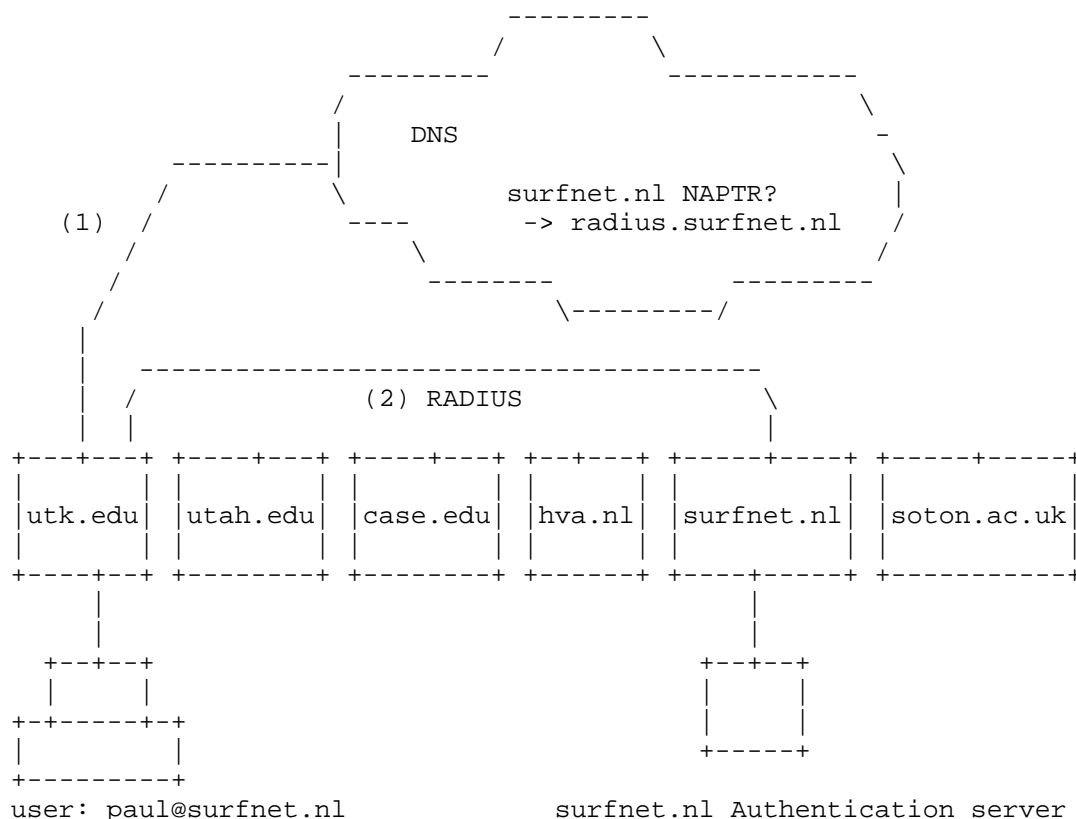 DNS
surfnet.nl NAPTR?
(1)
-> radius.surfnet.nl
(2) RADIUS
utk.edu utah.edu case.edu hva.nl surfnet.nl soton.ac.uk
user: paul@surfnet.nl surfnet.nl Authentication server